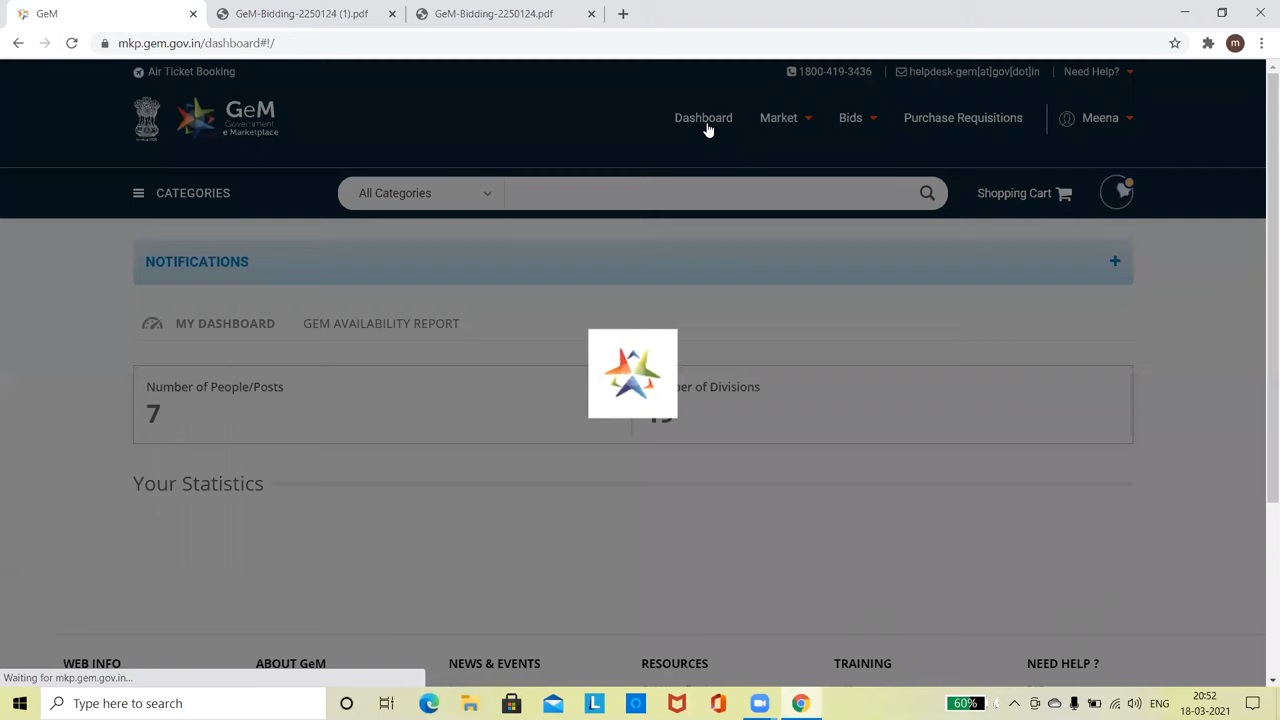 GeM
GeM-Bidding-2250124 (1).pdf
GeM-Bidding-2250124.pdf
mkp.gem.gov.in/dashboard#!/
m
Air Ticket Booking
1800-419-3436
helpdesk-gem[at]gov[dot]in
Need Help?
GeM
Government
e Marketplace
Dashboard
Market
Bids
Purchase Requisitions
Meena
CATEGORIES
All Categories
Shopping Cart
NOTIFICATIONS
MY DASHBOARD
GEM AVAILABILITY REPORT
Number of People/Posts
of Divisions
7
Your Statistics
WEB INFO
ABOUT GeM
NEWS & EVENTS
RESOURCES
TRAINING
NEED HELP ?
Waiting for mkp.gem.gov.in...
Type here to search
60%
ENG
20:52
18-03-2021